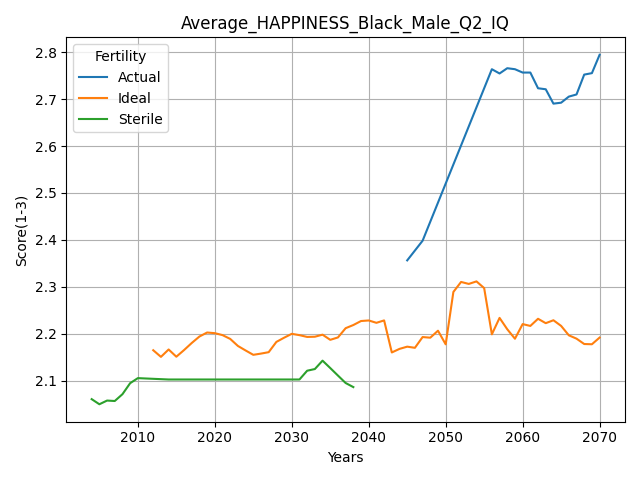 Average_HAPPINESS_Black_Male_Q2_IQ
Fertility
Actual
Ideal
Sterile
Score(1-3)
2.8
2.7
2.6
2.5
2.4
2.3
2.2
2.1
2010 2020 2030 2040 2050 2060 2070
Years